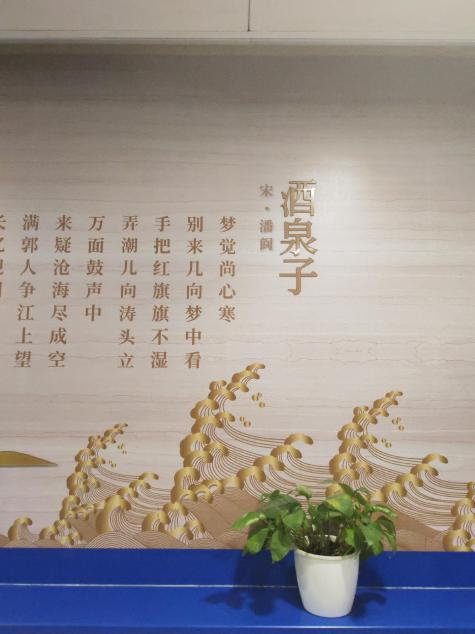 酒泉子
宋·潘阆
满郭人争江上望
来疑沧海尽成空
万面鼓声中
弄潮儿向涛头立
手把红旗旗不湿
别来几向梦中看
梦觉尚心寒